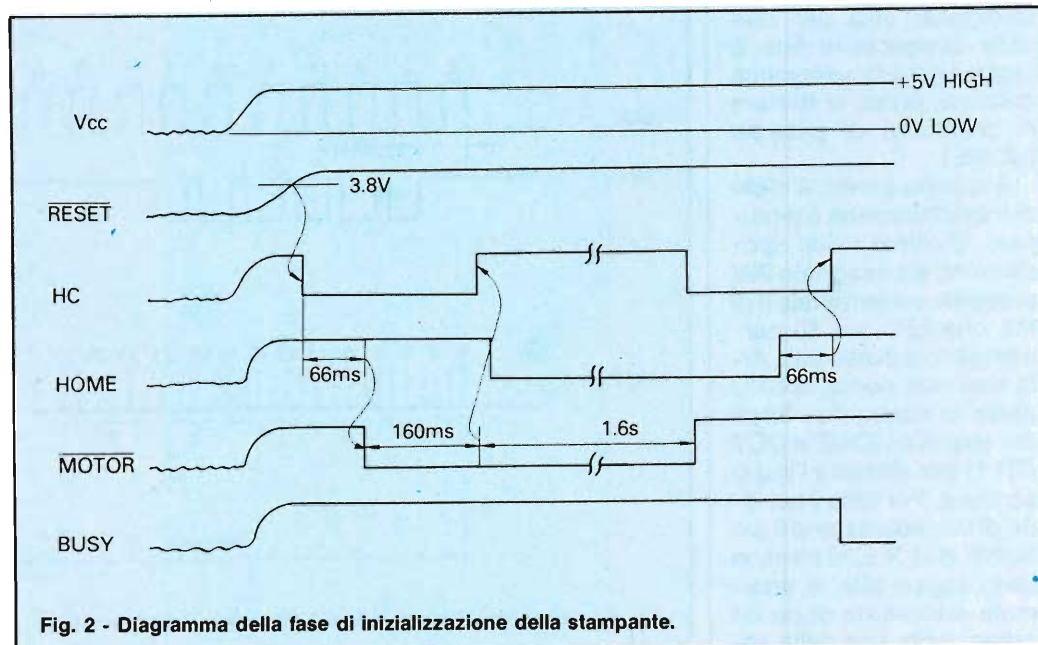 +5V HIGH
Vcc
0V LOW
3.8V
RESET
HC
HOME
66ms
66ms
160ms
1.6s
MOTOR
BUSY
Fig. 2 - Diagramma della fase di inizializzazione della stampante.